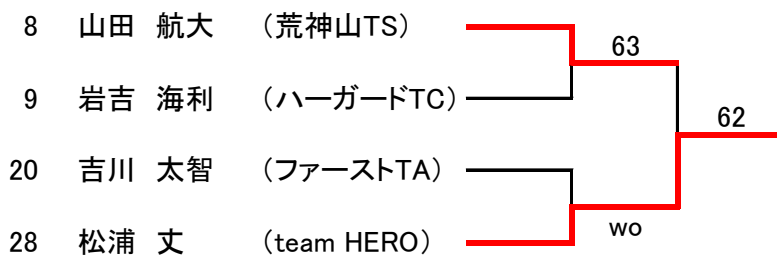 8 山田 航大 （荒神山TS）
63
9 岩吉 海利 （ハーガードTC）
62
20 吉川 太智 （ファーストTA）
wo
28 松浦 丈 （team HERO）